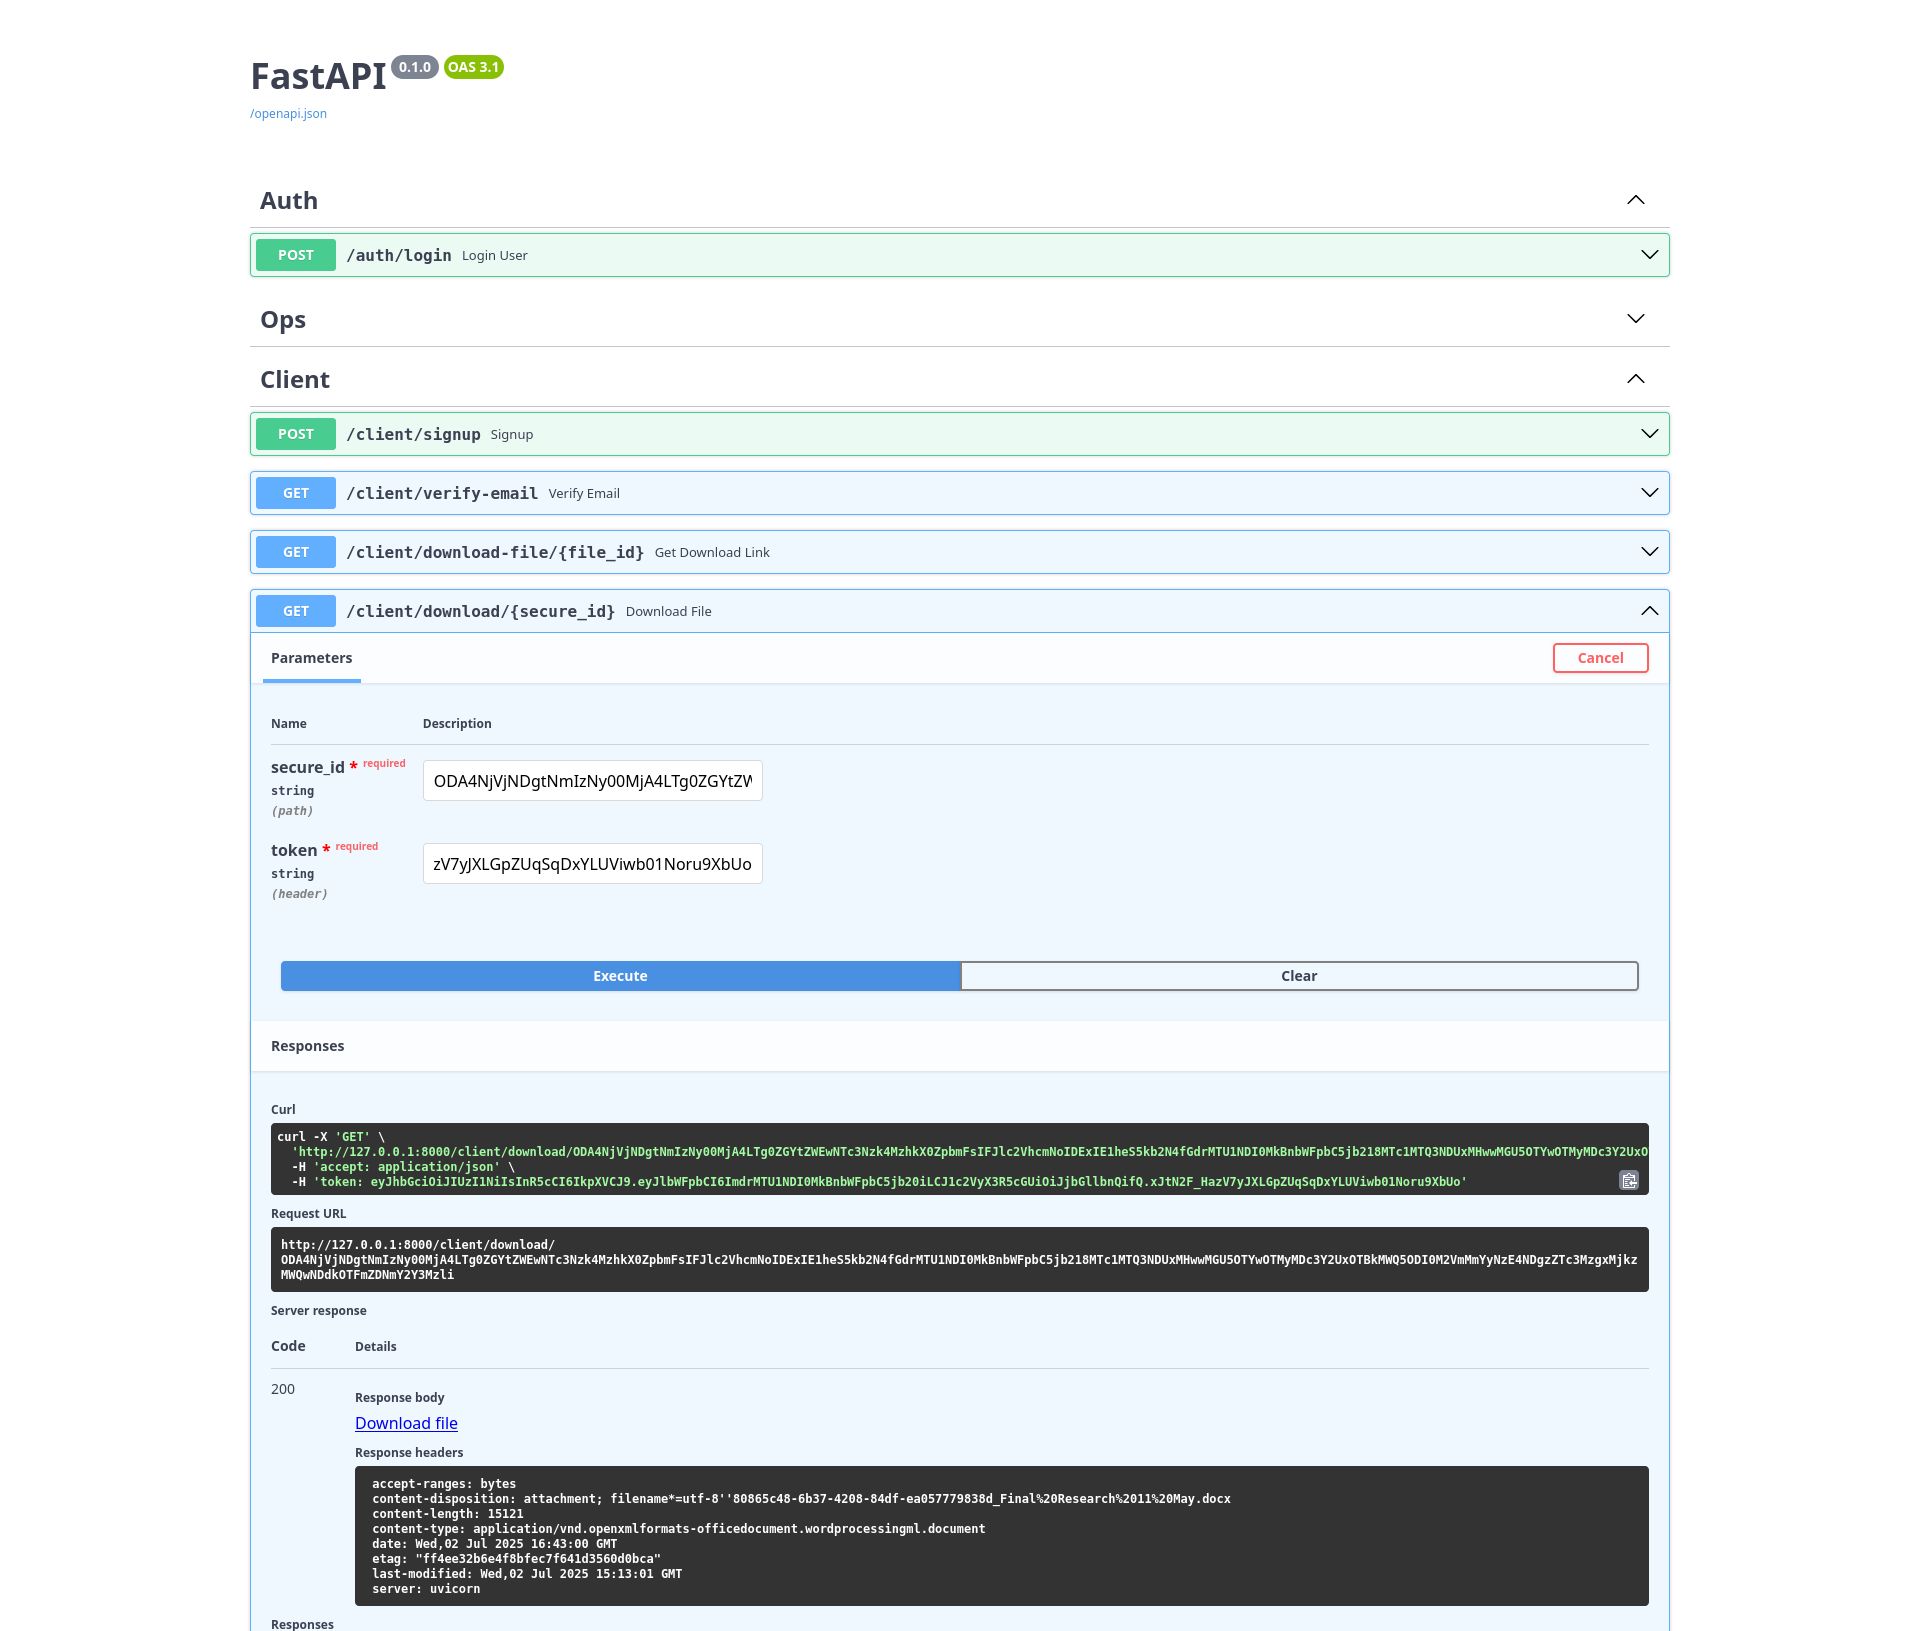 FastAPI 0.1.0 OAS 3.1
/openapi.json
Auth
POST /auth/login Login User
Ops
Client
POST /client/signup Signup
GET /client/verify-email Verify Email
GET /client/download-file/{file_id} Get Download Link
GET /client/download/{secure_id} Download File
Parameters Cancel
Name Description
secure_id * required
string
(path)
ODA4NjVjNDgtNmIzNy00MjA4LTg0ZGYtZW
token * required
string
(header)
zV7yJXLGpZUqSqDxYLUViwb01Noru9XbUo
Execute Clear
Responses
Curl
curl -X 'GET' \
'http://127.0.0.1:8000/client/download/ODA4NjVjNDgtNmIzNy00MjA4LTg0ZGYtZWEwNTc3Nzk4MzhkX0ZpbmFsIFJlc2VhcmNoIDExIE1heS5kb2N4fGdrMTU1NDI0MkBnbWFpbC5jb218MTc1MTQ3NDUxMHwwMGU5OTYwOTMyMDc3Y2UxO
-H 'accept: application/json' \
-H 'token: eyJhbGciOiJIUzI1NiIsInR5cCI6IkpXVCJ9.eyJlbWFpbCI6ImdrMTU1NDI0MkBnbWFpbC5jb20iLCJ1c2VyX3R5cGUiOiJjbGllbnQifQ.xJtN2F_HazV7yJXLGpZUqSqDxYLUViwb01Noru9XbUo'
Request URL
http://127.0.0.1:8000/client/download/
ODA4NjVjNDgtNmIzNy00MjA4LTg0ZGYtZWEwNTc3Nzk4MzhkX0ZpbmFsIFJlc2VhcmNoIDExIE1heS5kb2N4fGdrMTU1NDI0MkBnbWFpbC5jb218MTc1MTQ3NDUxMHwwMGU5OTYwOTMyMDc3Y2UxOTBkMWQ5ODI0M2VmMmYyNzE4NDgzZTc3MzgxMjkz
MWQwNDdkOTFmZDNmY2Y3Mzli
Server response
Code Details
200
Response body
Download file
Response headers
accept-ranges: bytes
content-disposition: attachment; filename*=utf-8''80865c48-6b37-4208-84df-ea057779838d_Final%20Research%2011%20May.docx
content-length: 15121
content-type: application/vnd.openxmlformats-officedocument.wordprocessingml.document
date: Wed,02 Jul 2025 16:43:00 GMT
etag: "ff4ee32b6e4f8bfec7f641d3560d0bca"
last-modified: Wed,02 Jul 2025 15:13:01 GMT
server: uvicorn
Responses